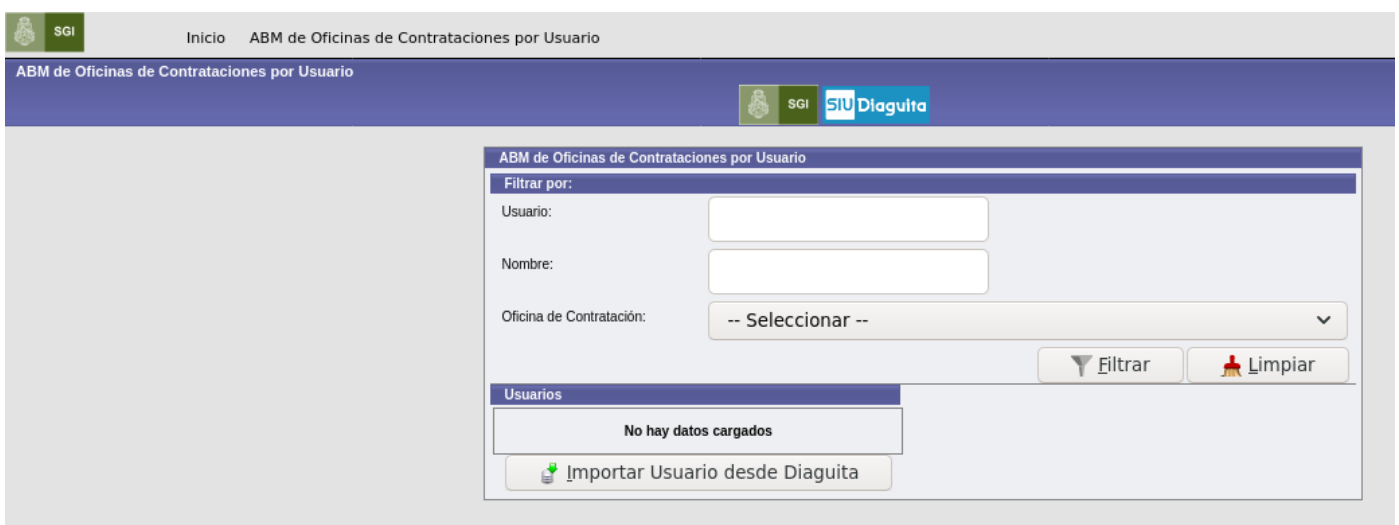 SGI
Inicio ABM de Oficinas de Contrataciones por Usuario
ABM de Oficinas de Contrataciones por Usuario
SGI SIU Diaguita
ABM de Oficinas de Contrataciones por Usuario
Filtrar por:
Usuario:
Nombre:
Oficina de Contratación: -- Seleccionar --
Filtrar Limpiar
Usuarios
No hay datos cargados
Importar Usuario desde Diaguita